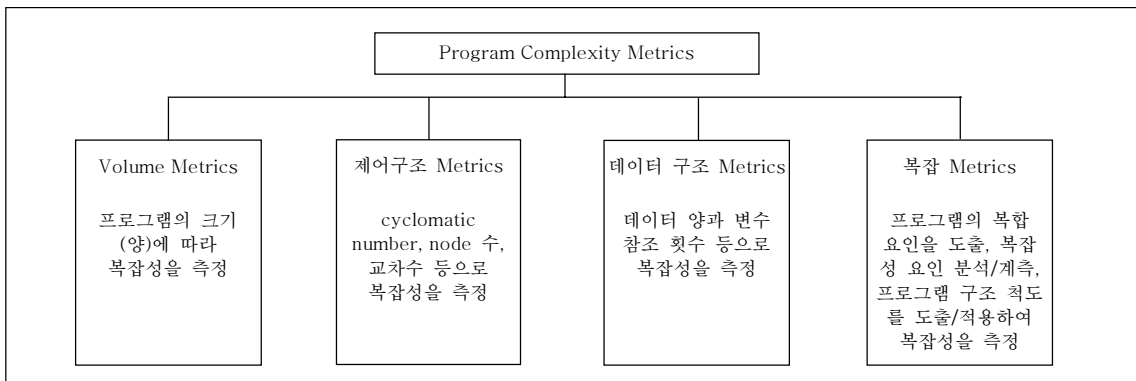 Program Complexity Metrics
Volume Metrics
프로그램의 크기
(양)에 따라
복잡성을 측정
제어구조 Metrics
cyclomatic
number, node 수,
교차수 등으로
복잡성을 측정
데이터 구조 Metrics
데이터 양과 변수
참조 횟수 등으로
복잡성을 측정
복잡 Metrics
프로그램의 복합
요인을 도출, 복잡
성 요인 분석/계측,
프로그램 구조 척도
를 도출/적용하여
복잡성을 측정